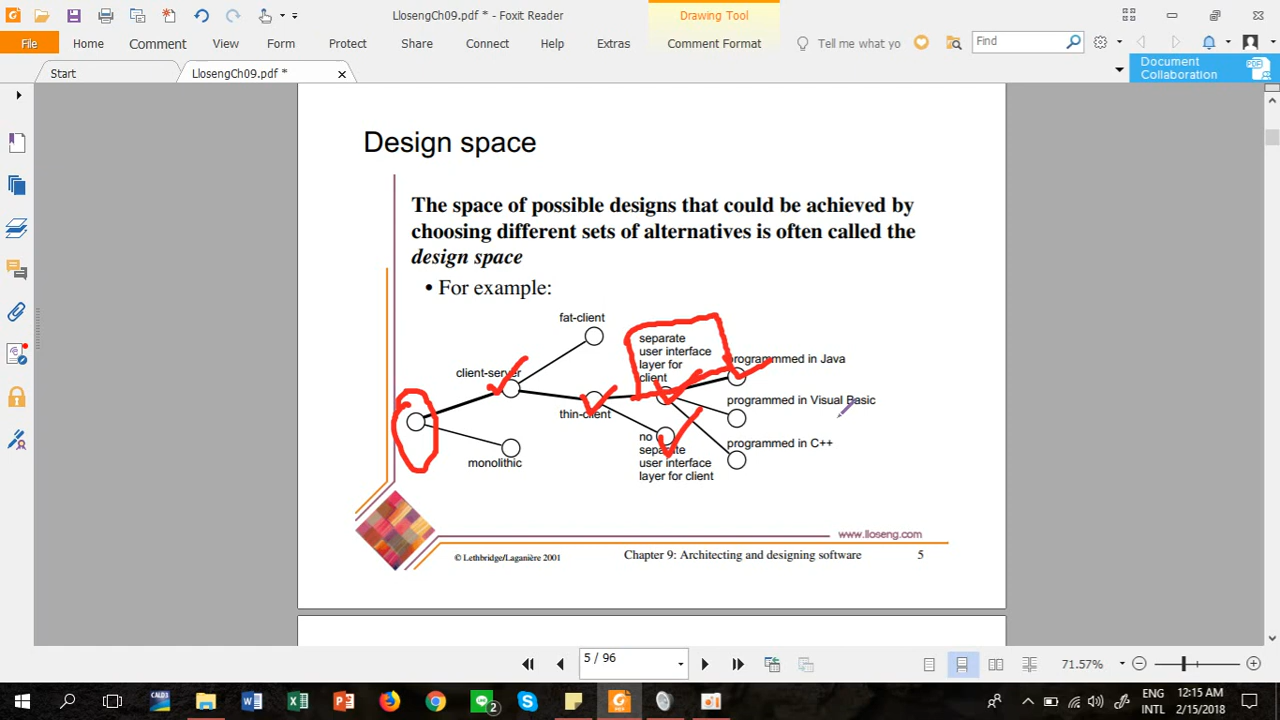 LlosengCh09.pdf * - Foxit Reader
Drawing Tool
File
Home
Comment
View
Form
Protect
Share
Connect
Help
Extras
Comment Format
Tell me what yo
Find
Start
LlosengCh09.pdf *
Document
Collaboration
Design space
The space of possible designs that could be achieved by
choosing different sets of alternatives is often called the
design space
• For example:
fat-client
client-server
separate
user interface
layer for
client
programmed in Java
thin-client
programmed in Visual Basic
no
separate
user interface
layer for client
programmed in C++
monolithic
www.lloseng.com
© Lethbridge/Laganière 2001
Chapter 9: Architecting and designing software
5
5 / 96
71.57%
2
ENG
INTL
12:15 AM
2/15/2018